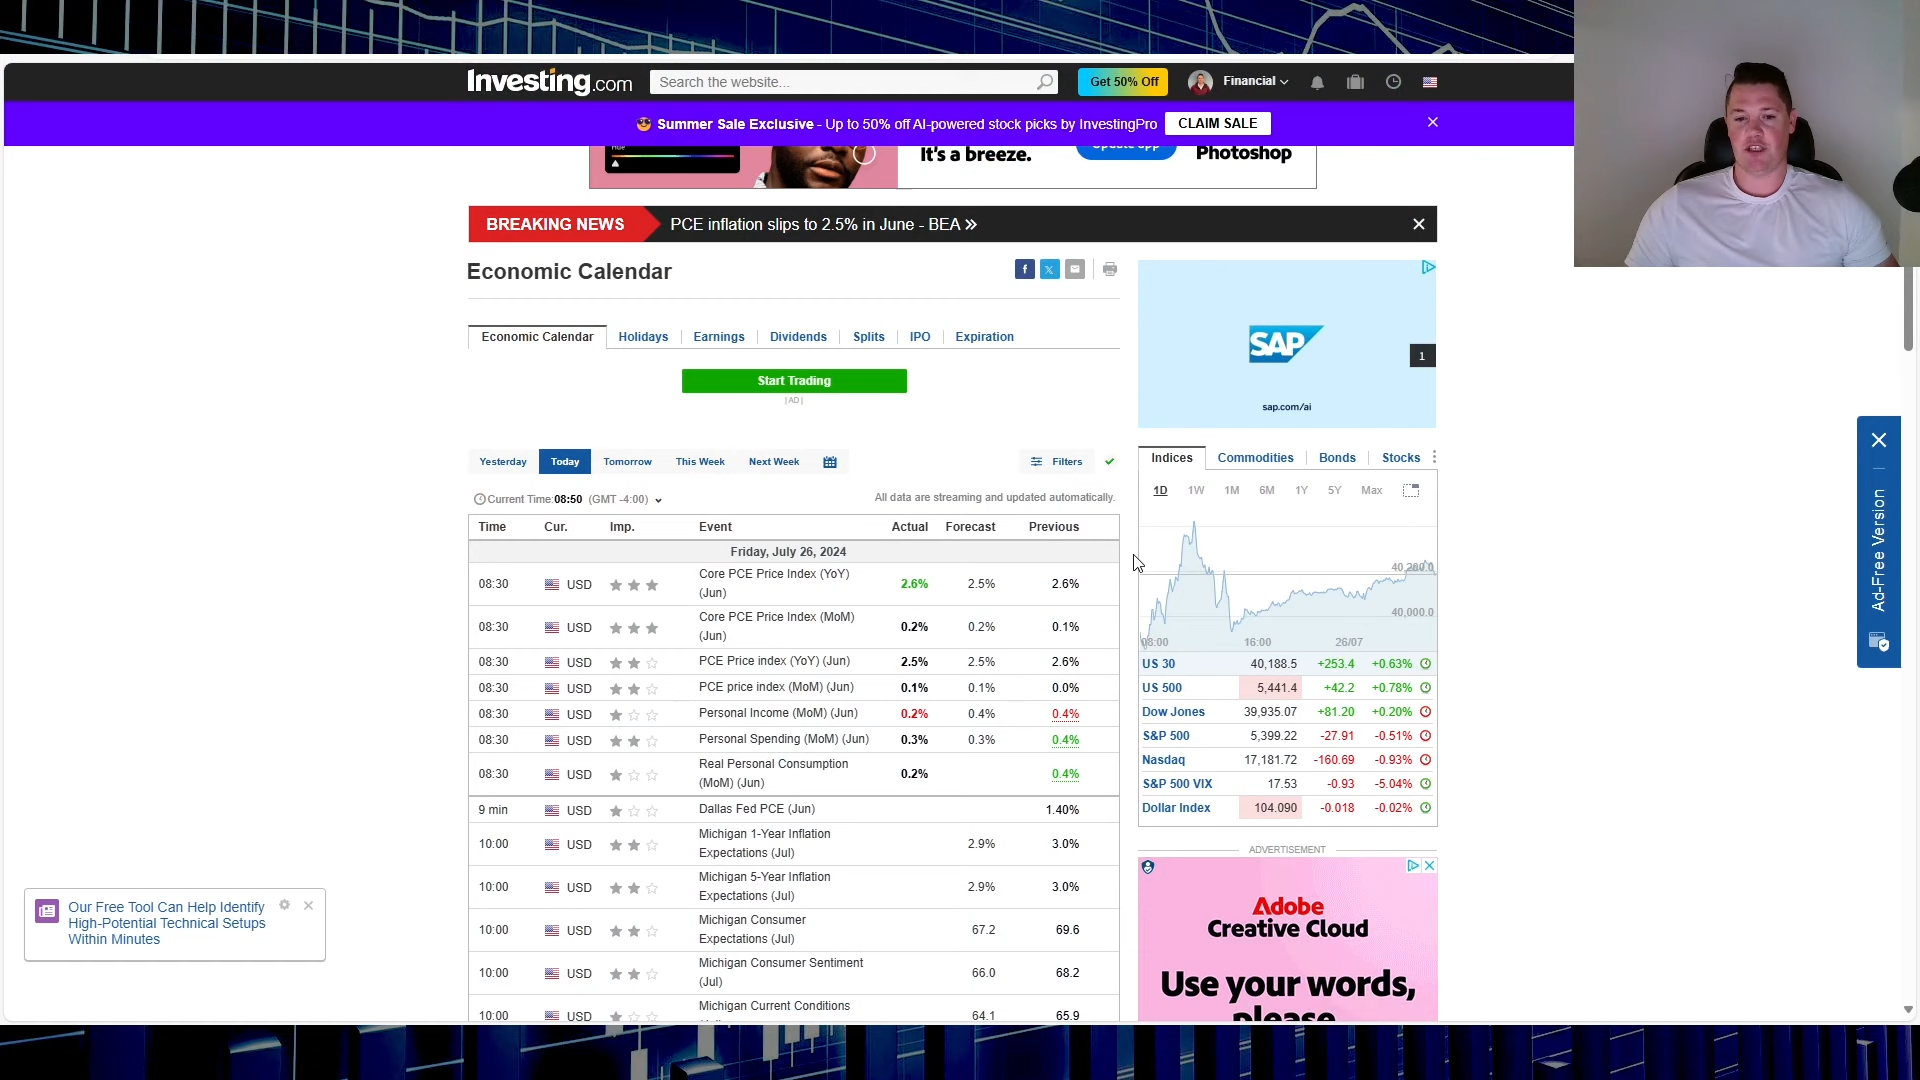 Investing.com
Search the website...
Get 50% Off
Financial
Summer Sale Exclusive - Up to 50% off AI-powered stock picks by InvestingPro
CLAIM SALE
Hue
It's a breeze.
Update app
Photoshop
BREAKING NEWS
PCE inflation slips to 2.5% in June - BEA
Economic Calendar
Economic Calendar Holidays Earnings Dividends Splits IPO Expiration
Start Trading
| AD |
Yesterday Today Tomorrow This Week Next Week Filters
Current Time: 08:50 (GMT -4:00)
All data are streaming and updated automatically.
Time Cur. Imp. Event Actual Forecast Previous
Friday, July 26, 2024
08:30 USD Core PCE Price Index (YoY) (Jun) 2.6% 2.5% 2.6%
08:30 USD Core PCE Price Index (MoM) (Jun) 0.2% 0.2% 0.1%
08:30 USD PCE Price index (YoY) (Jun) 2.5% 2.5% 2.6%
08:30 USD PCE price index (MoM) (Jun) 0.1% 0.1% 0.0%
08:30 USD Personal Income (MoM) (Jun) 0.2% 0.4% 0.4%
08:30 USD Personal Spending (MoM) (Jun) 0.3% 0.3% 0.4%
08:30 USD Real Personal Consumption (MoM) (Jun) 0.2% 0.4%
9 min USD Dallas Fed PCE (Jun) 1.40%
10:00 USD Michigan 1-Year Inflation Expectations (Jul) 2.9% 3.0%
10:00 USD Michigan 5-Year Inflation Expectations (Jul) 2.9% 3.0%
10:00 USD Michigan Consumer Expectations (Jul) 67.2 69.6
10:00 USD Michigan Consumer Sentiment (Jul) 66.0 68.2
10:00 USD Michigan Current Conditions 64.1 65.9
SAP
1
sap.com/ai
Indices Commodities Bonds Stocks
1D 1W 1M 6M 1Y 5Y Max
40,000.0
08:00 16:00 26/07
US 30 40,188.5 +253.4 +0.63%
US 500 5,441.4 +42.2 +0.78%
Dow Jones 39,935.07 +81.20 +0.20%
S&P 500 5,399.22 -27.91 -0.51%
Nasdaq 17,181.72 -160.69 -0.93%
S&P 500 VIX 17.53 -0.93 -5.04%
Dollar Index 104.090 -0.018 -0.02%
ADVERTISEMENT
Adobe
Creative Cloud
Use your words,
please
Ad-Free Version
Our Free Tool Can Help Identify
High-Potential Technical Setups
Within Minutes